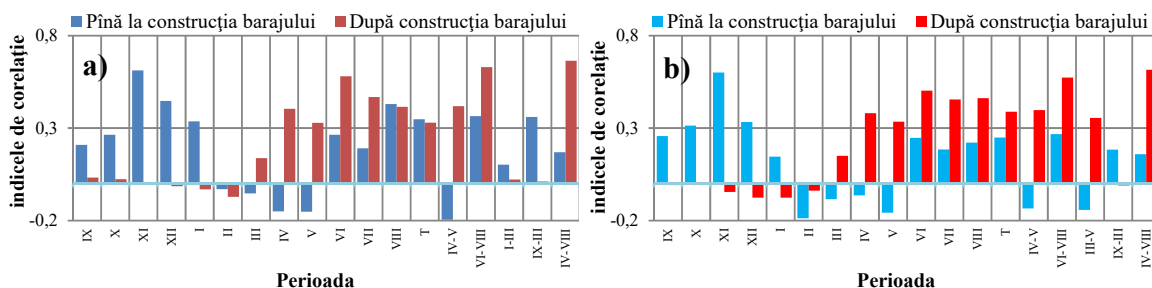 Pînă la construcţia barajului După construcţia barajului
a)
0,8
0,3
-0,2
indicele de corelaţie
IX X XI XII I II III IV V VI VII VIII T IV-V VI-VIII I-III IX-III IV-VIII
Perioada
Pînă la construcţia barajului După construcţia barajului
b)
0,8
0,3
-0,2
indicele de corelaţie
IX X XI XII I II III IV V VI VII VIII T IV-V VI-VIII III-V IX-III IV-VIII
Perioada